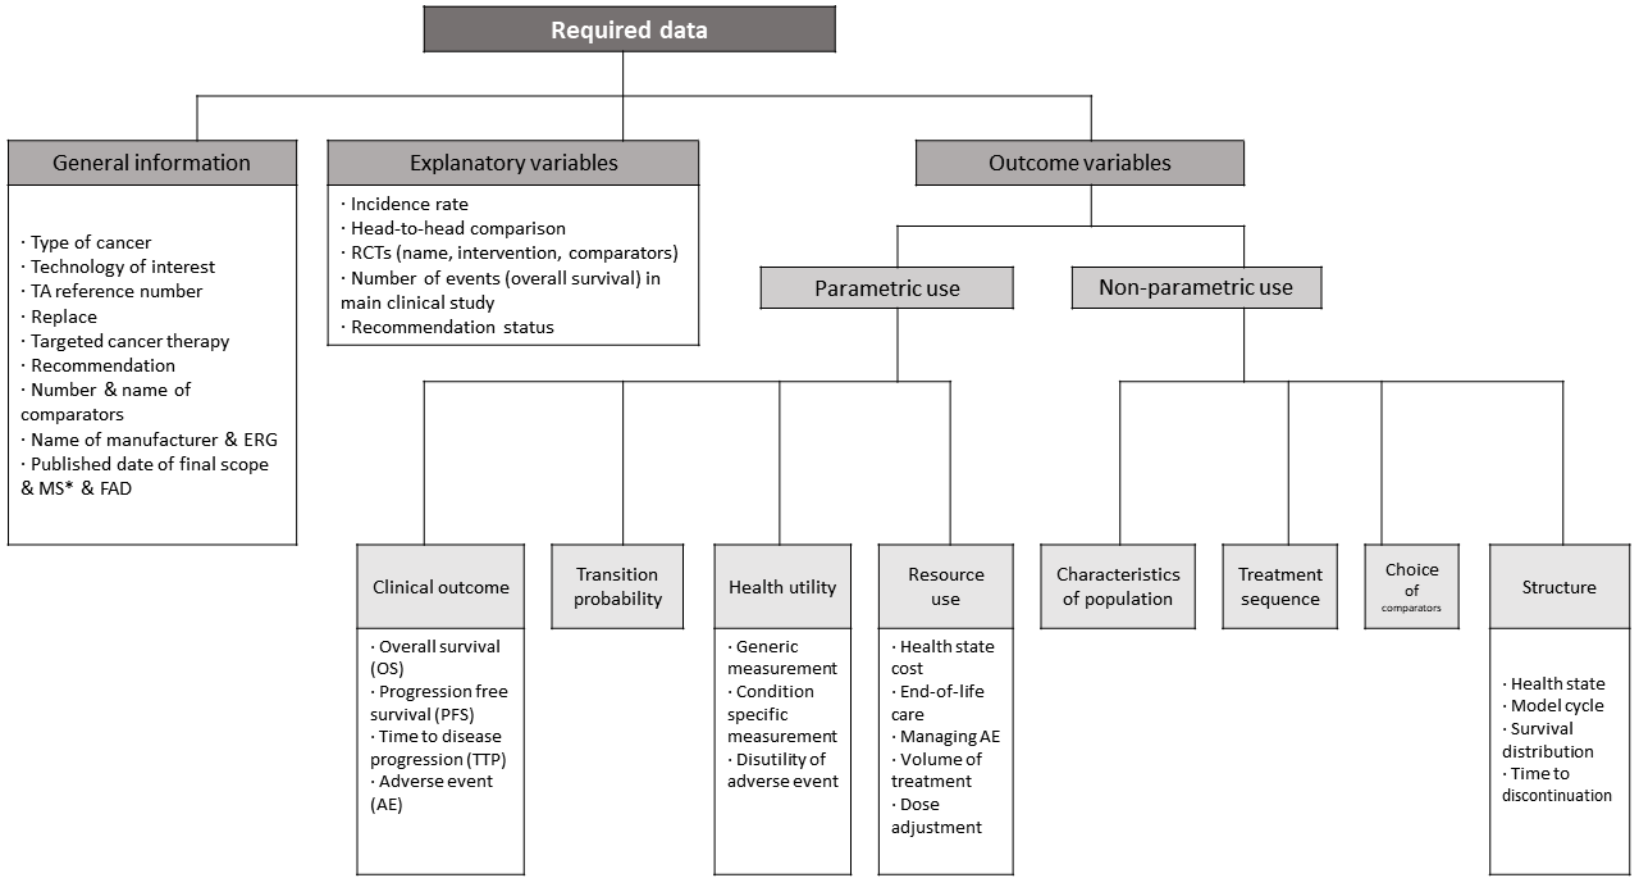 Required data
General information
· Type of cancer
· Technology of interest
· TA reference number
· Replace
· Targeted cancer therapy
· Recommendation
· Number & name of
comparators
· Name of manufacturer & ERG
· Published date of final scope
& MS* & FAD
Explanatory variables
· Incidence rate
· Head-to-head comparison
· RCTs (name, intervention, comparators)
· Number of events (overall survival) in
main clinical study
· Recommendation status
Outcome variables
Parametric use
Non-parametric use
Clinical outcome
· Overall survival
(OS)
· Progression free
survival (PFS)
· Time to disease
progression (TTP)
· Adverse event
(AE)
Transition
probability
Health utility
· Generic
measurement
· Condition
specific
measurement
· Disutility of
adverse event
Resource
use
· Health state
cost
· End-of-life
care
· Managing AE
· Volume of
treatment
· Dose
adjustment
Characteristics
of population
Treatment
sequence
Choice
of
comparators
Structure
· Health state
· Model cycle
· Survival
distribution
· Time to
discontinuation